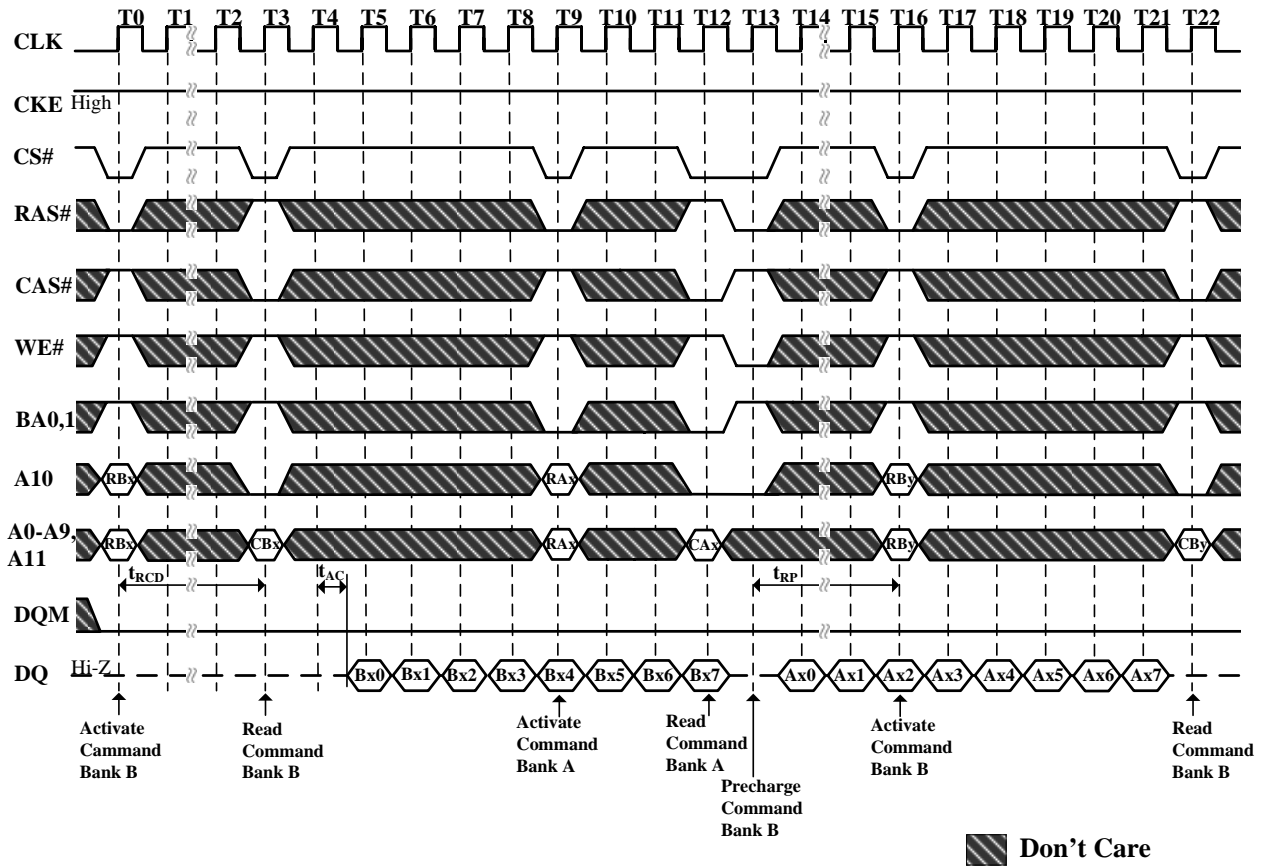 T0 T1 T2 T3 T4 T5 T6 T7 T8 T9 T10 T11 T12 T13 T14 T15 T16 T17 T18 T19 T20 T21 T22
CLK
CKE High
CS#
RAS#
CAS#
WE#
BA0,1
A10 RBx RAx RBy
A0-A9,
A11 RBx CBx RAx CAx RBy CBy
tRCD tAC tRP
DQM
DQ Hi-Z Bx0 Bx1 Bx2 Bx3 Bx4 Bx5 Bx6 Bx7 Ax0 Ax1 Ax2 Ax3 Ax4 Ax5 Ax6 Ax7
Activate
Cammand
Bank B
Read
Command
Bank B
Activate
Command
Bank A
Read
Command
Bank A
Precharge
Command
Bank B
Activate
Command
Bank B
Read
Command
Bank B
Don't Care